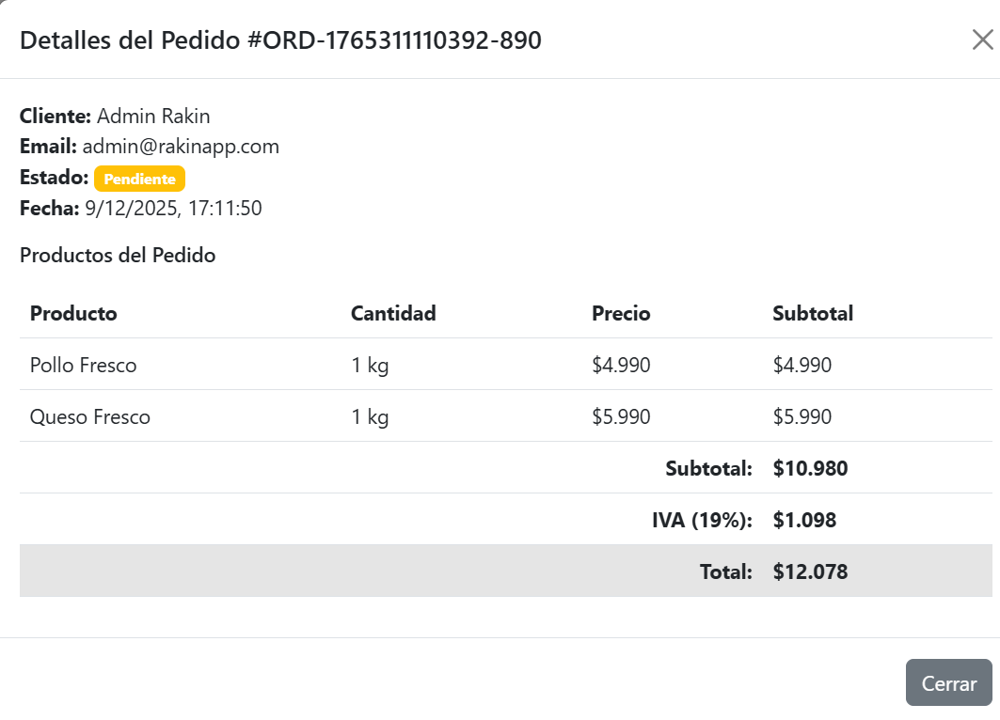 Detalles del Pedido #ORD-1765311110392-890
Cliente: Admin Rakin
Email: admin@rakinapp.com
Estado: Pendiente
Fecha: 9/12/2025, 17:11:50
Productos del Pedido
Producto Cantidad Precio Subtotal
Pollo Fresco 1 kg $4.990 $4.990
Queso Fresco 1 kg $5.990 $5.990
Subtotal: $10.980
IVA (19%): $1.098
Total: $12.078
Cerrar